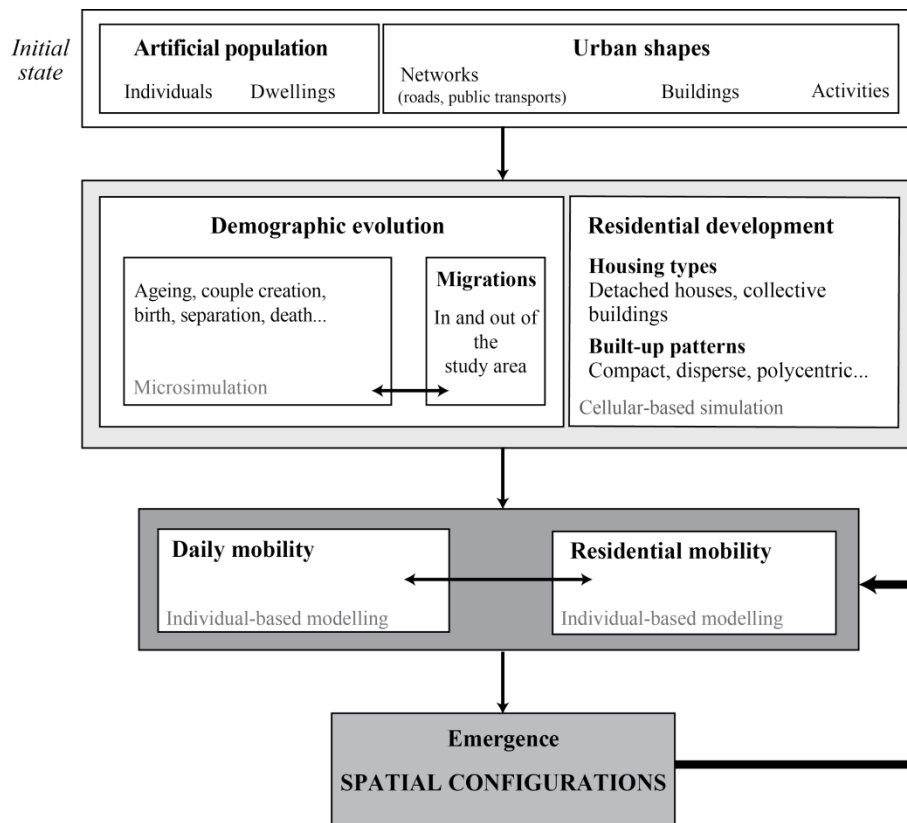 Initial
state
Artificial population
Individuals
Dwellings
Urban shapes
Networks
(roads, public transports)
Buildings
Activities
Demographic evolution
Ageing, couple creation,
birth, separation, death...
Microsimulation
Migrations
In and out of
the
study area
Residential development
Housing types
Detached houses, collective
buildings
Built-up patterns
Compact, disperse, polycentric...
Cellular-based simulation
Daily mobility
Individual-based modelling
Residential mobility
Individual-based modelling
Emergence
SPATIAL CONFIGURATIONS